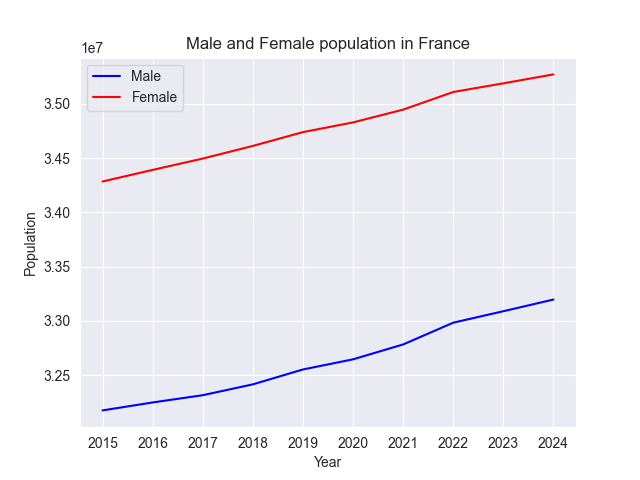 Male and Female population in France
1e7
Male
Female
3.50
3.45
3.40
3.35
3.30
3.25
Population
2015 2016 2017 2018 2019 2020 2021 2022 2023 2024
Year